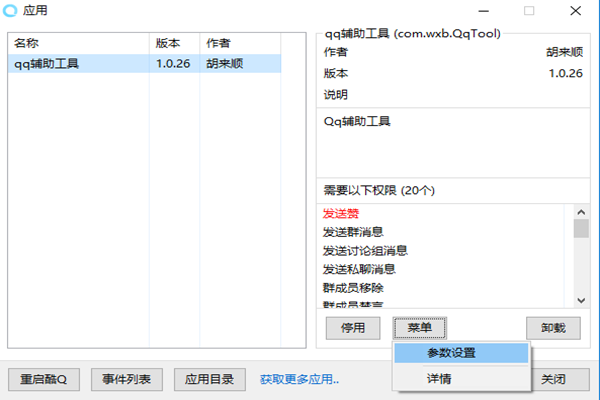 应用
名称 版本 作者
qq辅助工具 1.0.26 胡来顺
qq辅助工具 (com.wxb.QqTool)
作者 胡来顺
版本 1.0.26
说明
Qq辅助工具
需要以下权限 (20个)
发送赞
发送群消息
发送讨论组消息
发送私聊消息
群成员移除
群成员禁言
停用 菜单 卸载
参数设置
详情
重启酷Q 事件列表 应用目录 获取更多应用.. 关闭